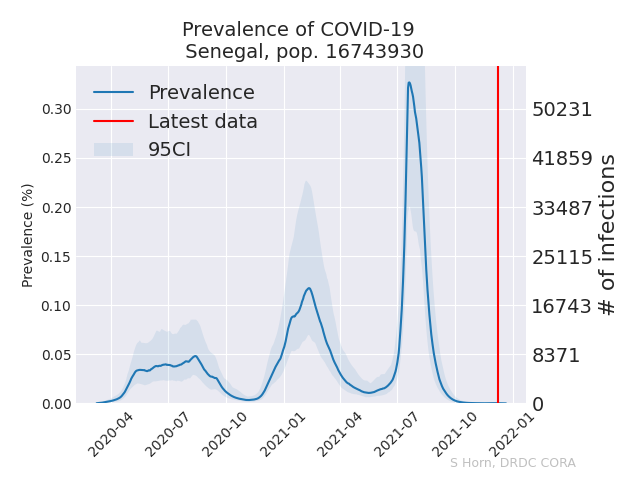 Prevalence of COVID-19
Senegal, pop. 16743930
Prevalence
Latest data
95CI
Prevalence (%)
0.30
0.25
0.20
0.15
0.10
0.05
0.00
50231
41859
33487
25115
16743
8371
0
# of infections
2020-04
2020-07
2020-10
2021-01
2021-04
2021-07
2021-10
2022-01
S Horn, DRDC CORA